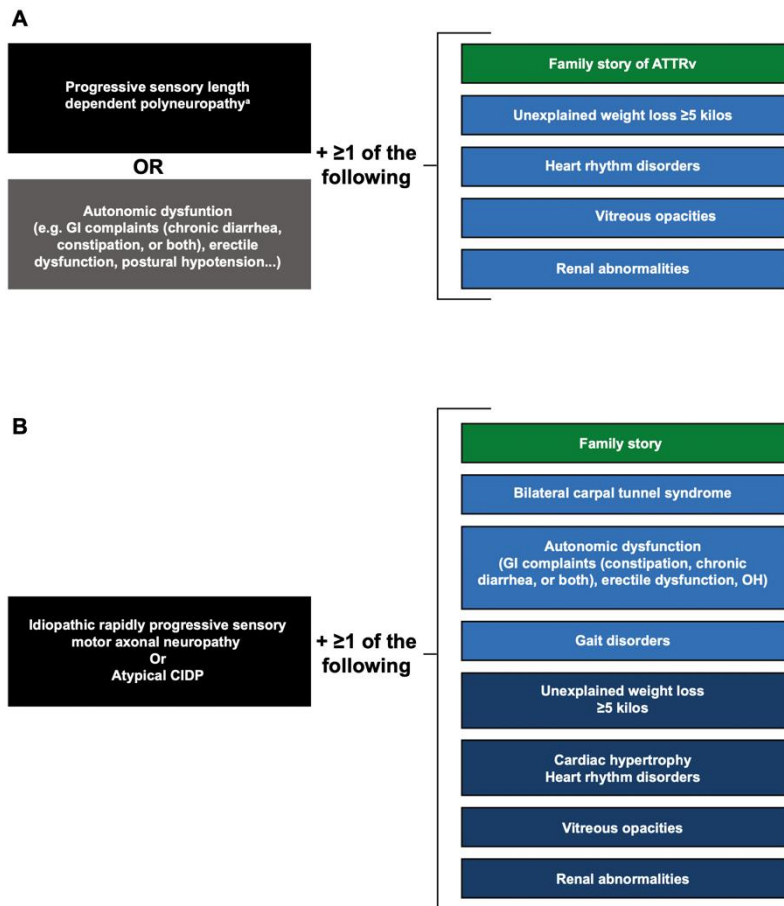 A
Progressive sensory length
dependent polyneuropathyª
OR
Autonomic dysfuntion
(e.g. GI complaints (chronic diarrhea,
constipation, or both), erectile
dysfunction, postural hypotension...)
+ ≥1 of the
following
Family story of ATTRv
Unexplained weight loss ≥5 kilos
Heart rhythm disorders
Vitreous opacities
Renal abnormalities
B
Idiopathic rapidly progressive sensory
motor axonal neuropathy
Or
Atypical CIDP
+ ≥1 of the
following
Family story
Bilateral carpal tunnel syndrome
Autonomic dysfunction
(GI complaints (constipation, chronic
diarrhea, or both), erectile dysfunction, OH)
Gait disorders
Unexplained weight loss
≥5 kilos
Cardiac hypertrophy
Heart rhythm disorders
Vitreous opacities
Renal abnormalities